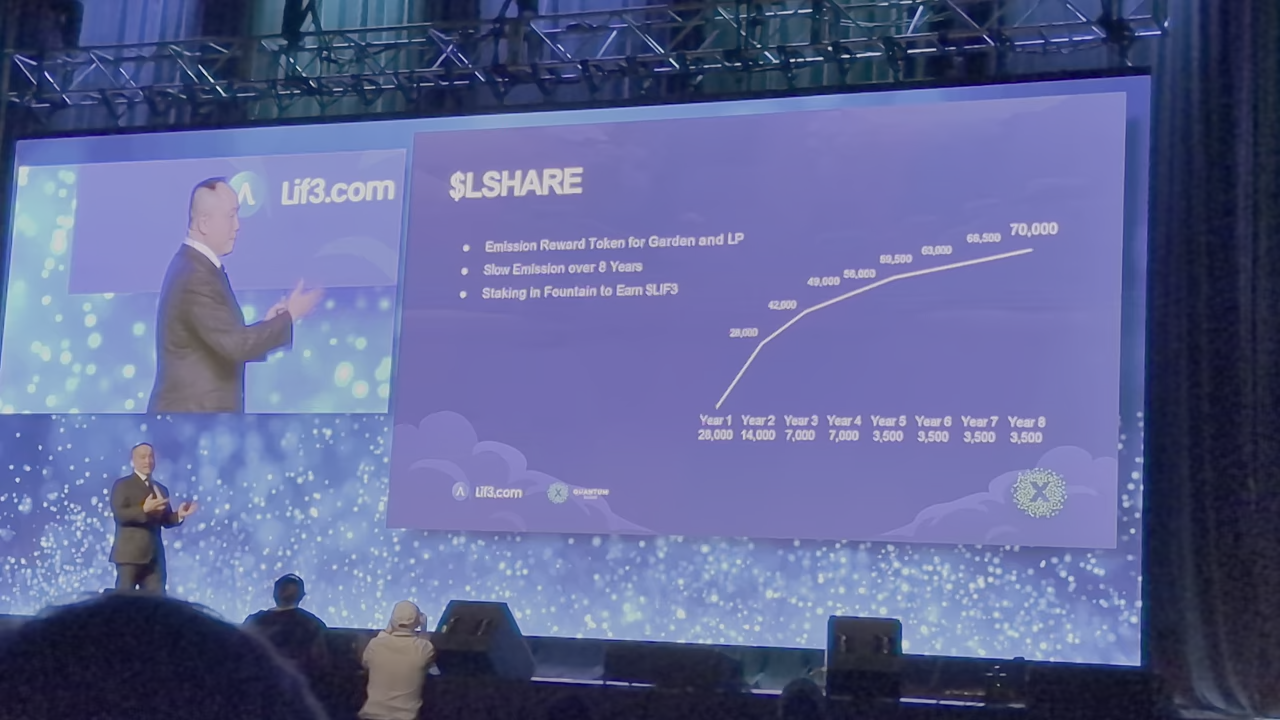 Lif3.com
$LSHARE
Emission Reward Token for Garden and LP
Slow Emission over 8 Years
Staking in Fountain to Earn $LIF3
28,000
42,000
49,000
56,000
59,500
63,000
66,500
70,000
Year 1 Year 2 Year 3 Year 4 Year 5 Year 6 Year 7 Year 8
28,000 14,000 7,000 7,000 3,500 3,500 3,500 3,500
Lif3.com
QUANTUM